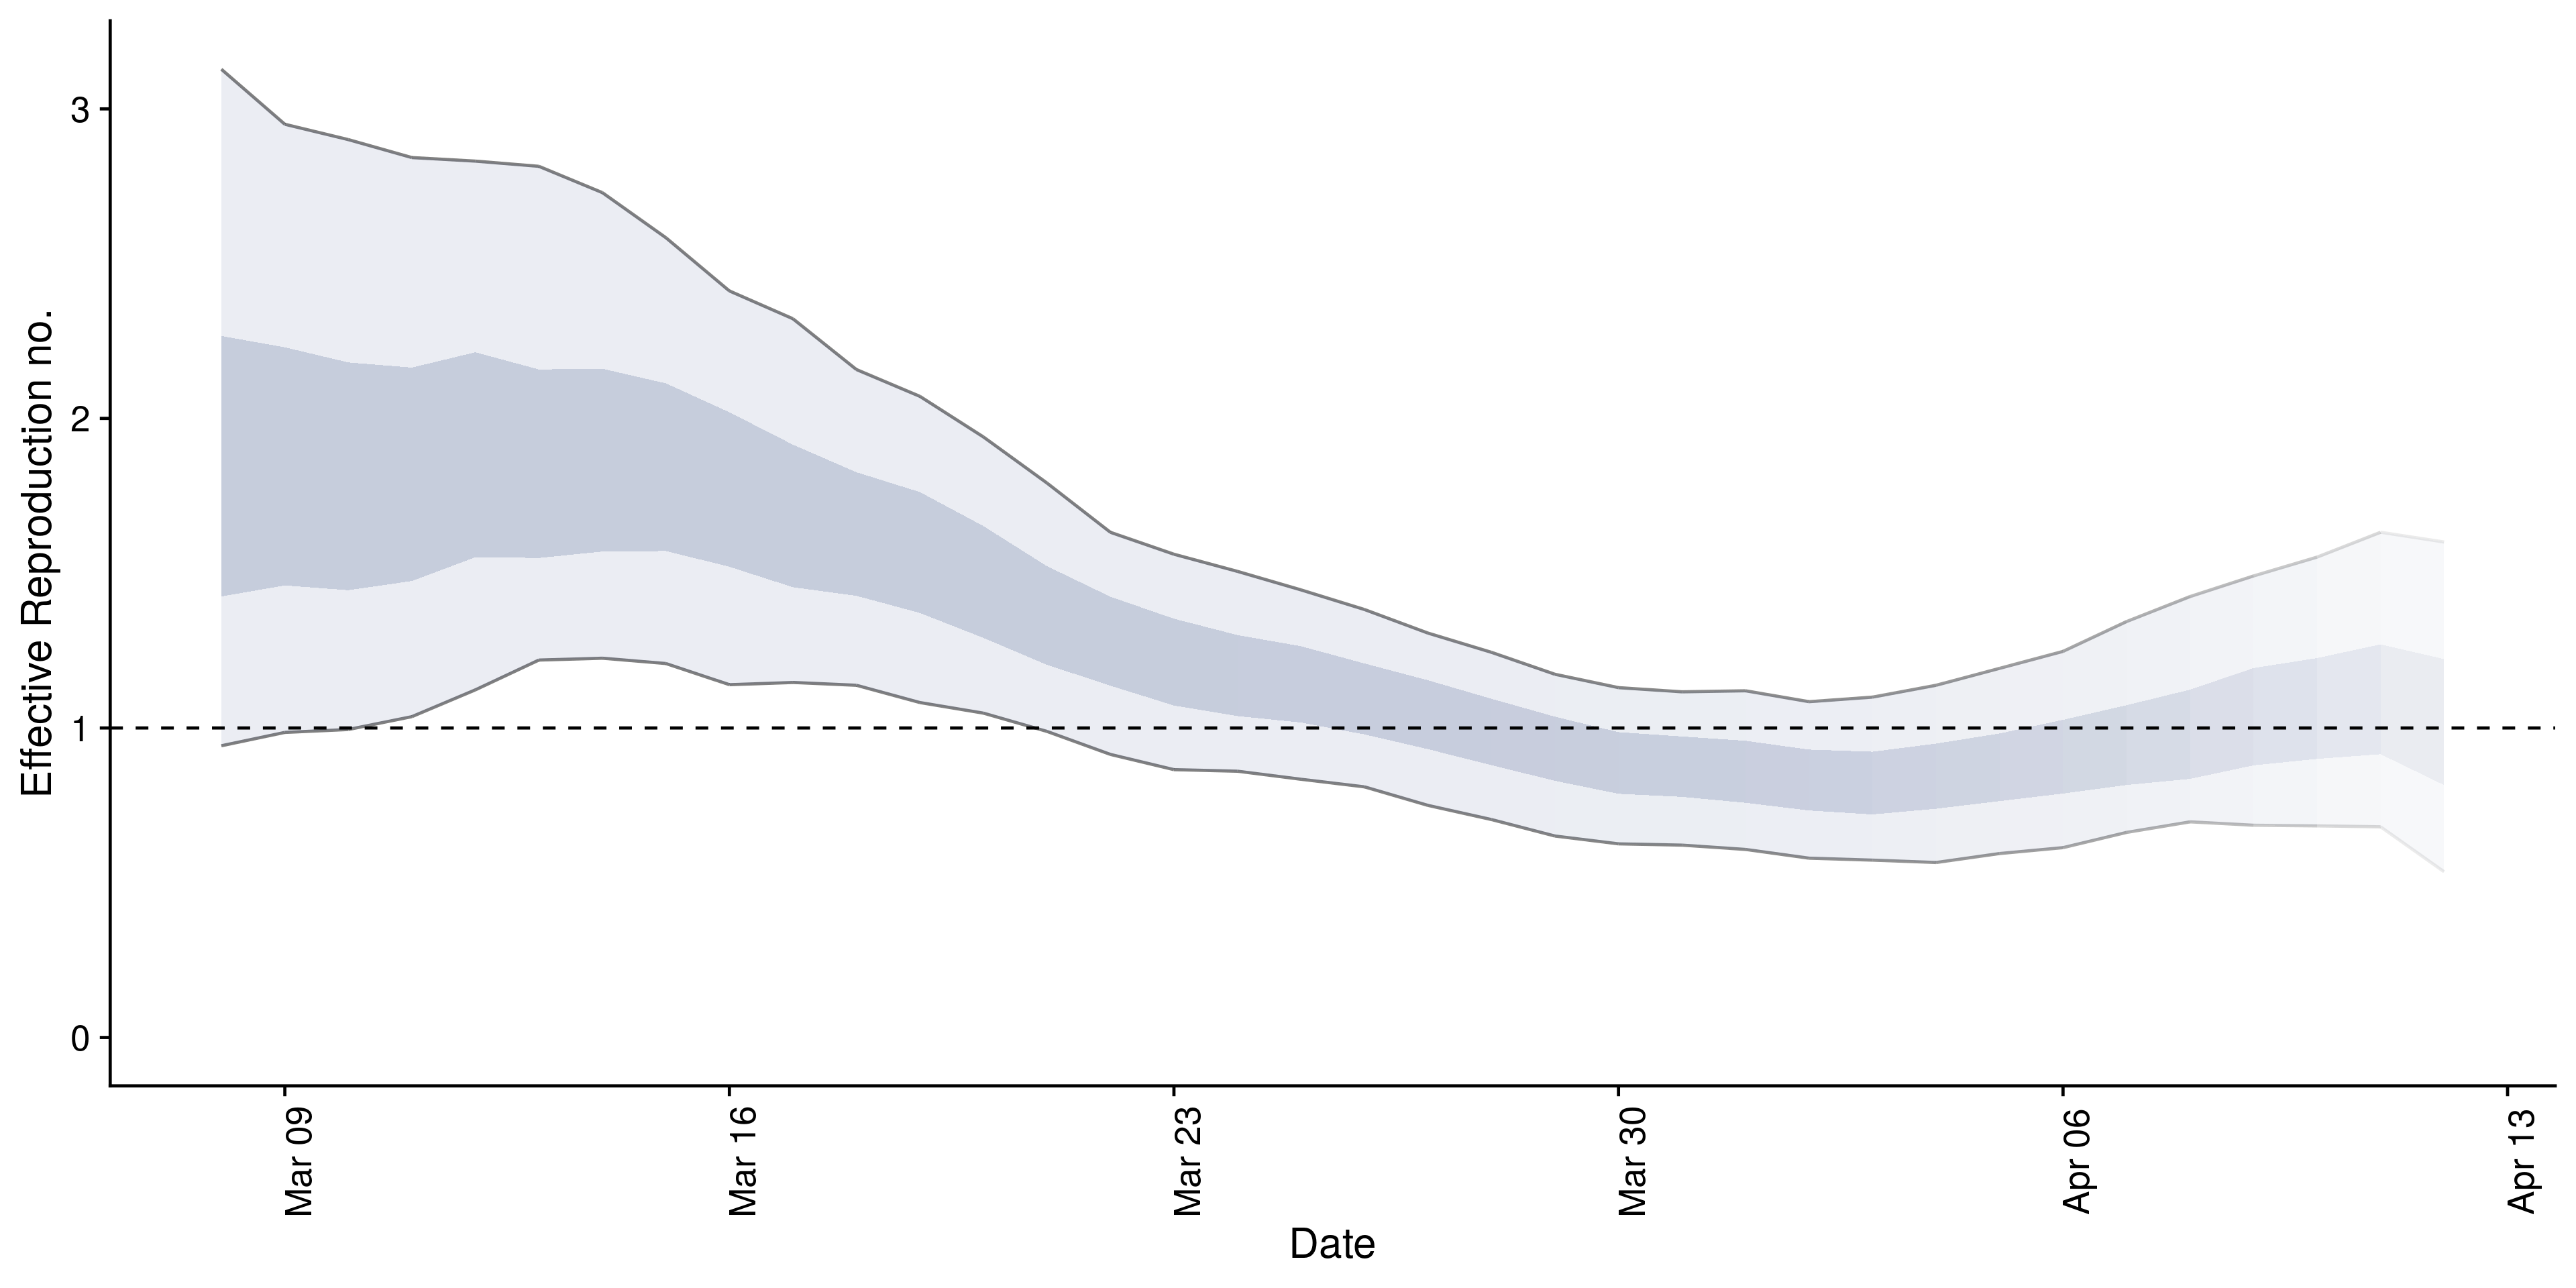 Effective Reproduction no.
3
2
1
0
Mar 09
Mar 16
Mar 23
Mar 30
Apr 06
Apr 13
Date